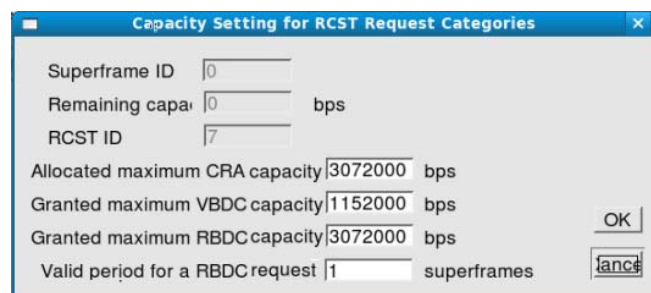 Capacity Setting for RCST Request Categories
Superframe ID 0
Remaining capa 0 bps
RCST ID 7
Allocated maximum CRA capacity 3072000 bps
Granted maximum VBDC capacity 1152000 bps
Granted maximum RBDC capacity 3072000 bps
OK
Valid period for a RBDC request 1 superframes
ance